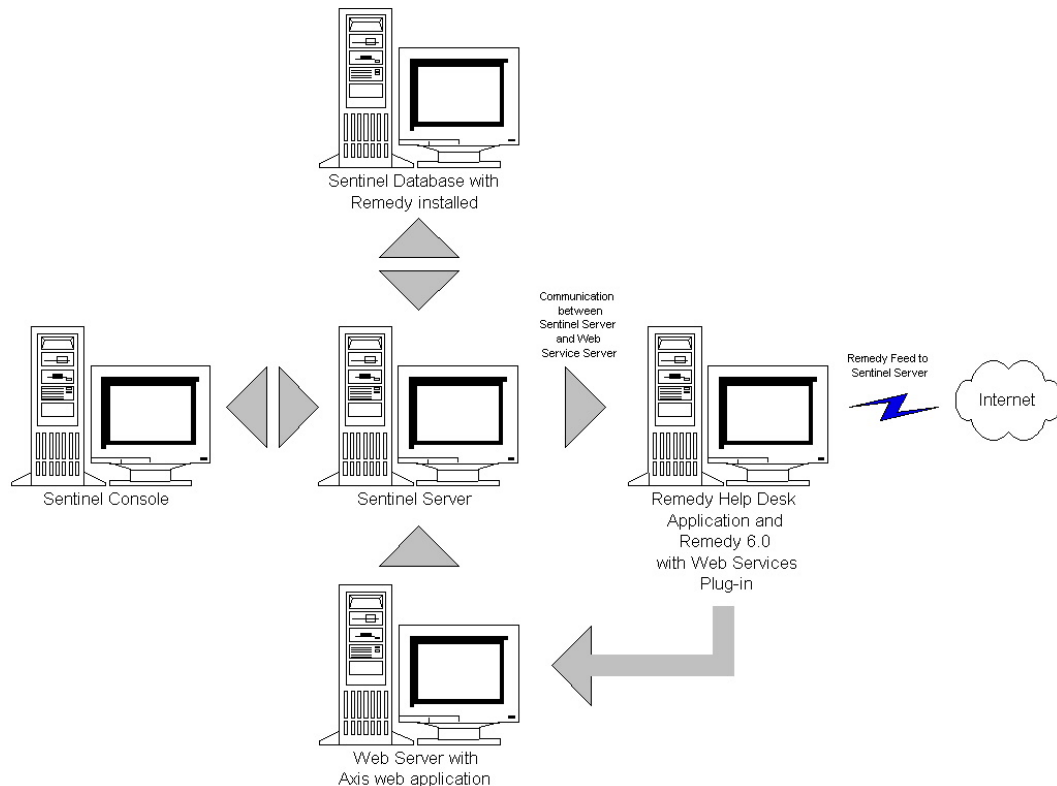 Sentinel Database with
Remedy installed
Communication
between
Sentinel Server
and Web
Service Server
Remedy Feed to
Sentinel Server
Internet
Sentinel Console
Sentinel Server
Remedy Help Desk
Application and
Remedy 6.0
with Web Services
Plug-in
Web Server with
Axis web application